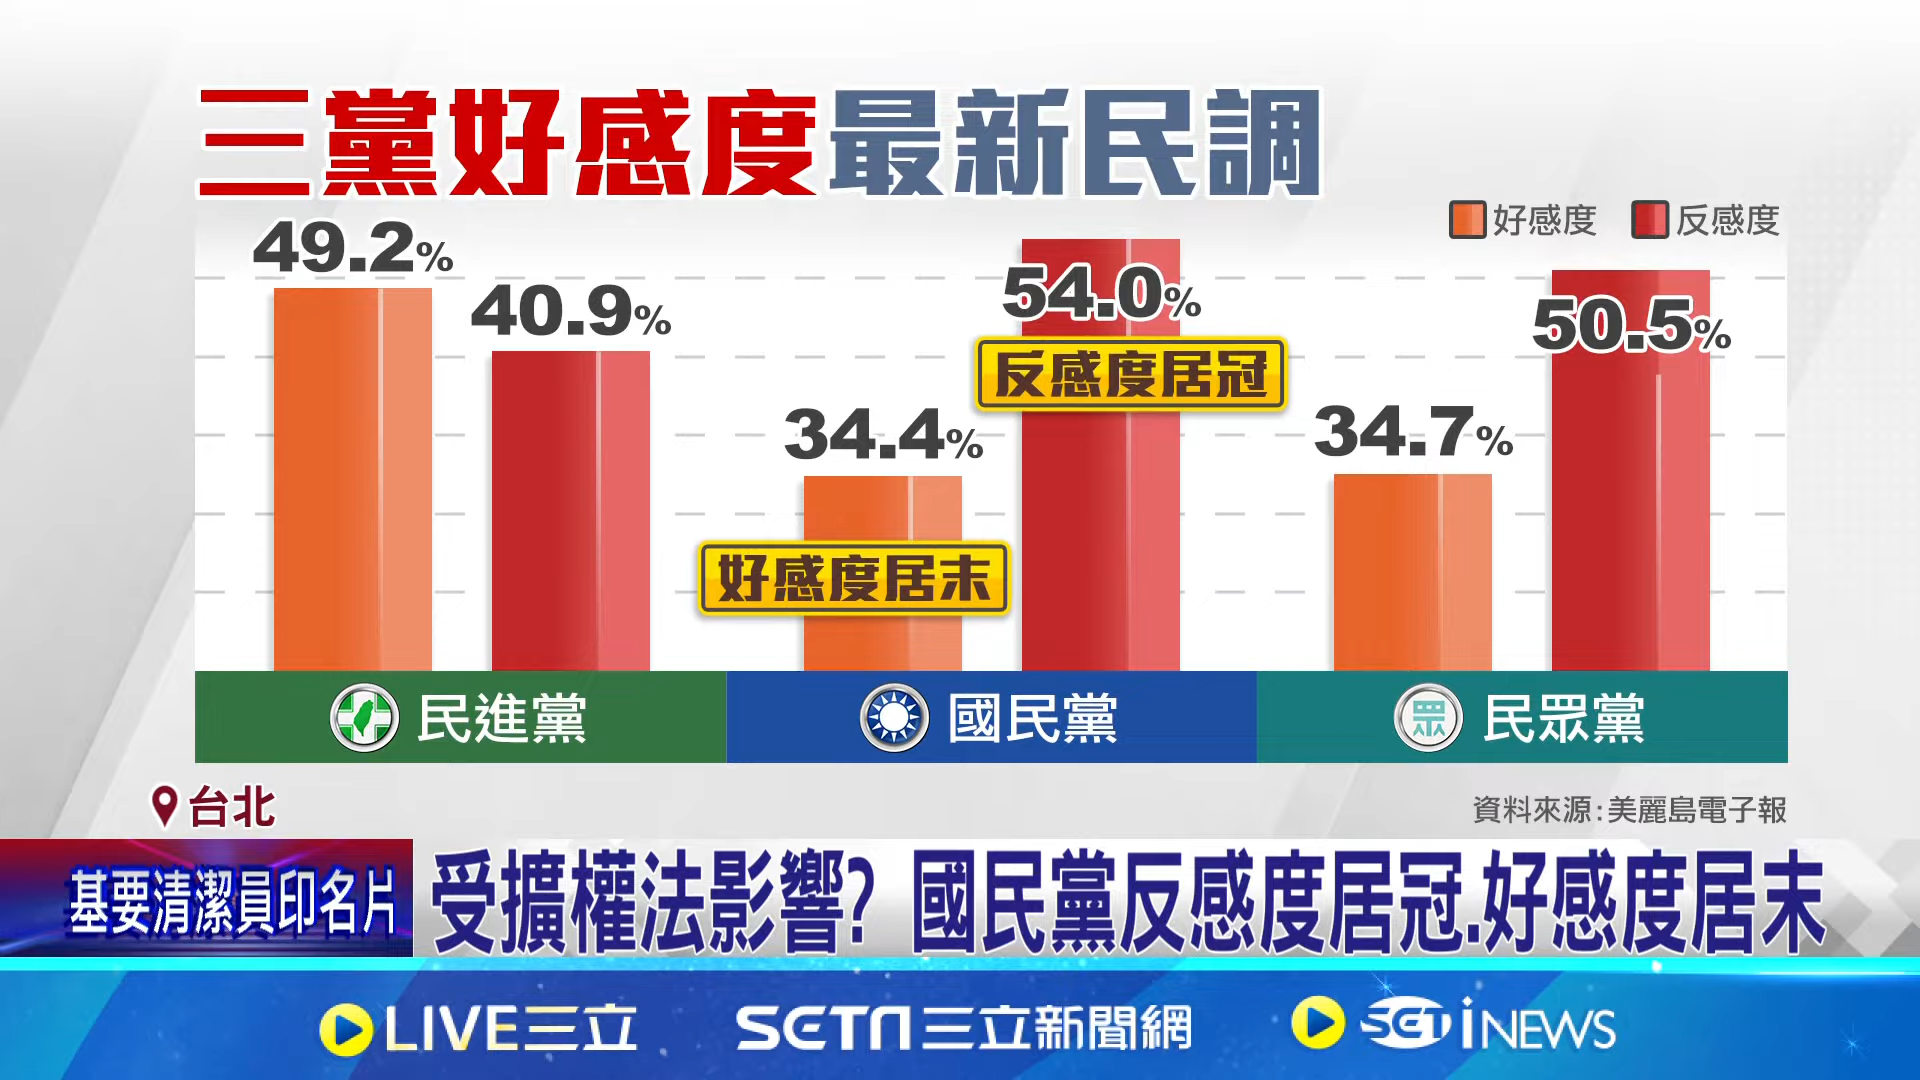 三黨好感度最新民調
好感度 反感度
49.2%
40.9%
54.0%
反感度居冠
50.5%
34.4%
34.7%
好感度居末
民進黨
國民黨
眾 民眾黨
台北
資料來源:美麗島電子報
基要清潔員印名片
受擴權法影響? 國民黨反感度居冠.好感度居末
LIVE三立
SETN三立新聞網
SETiNEWS